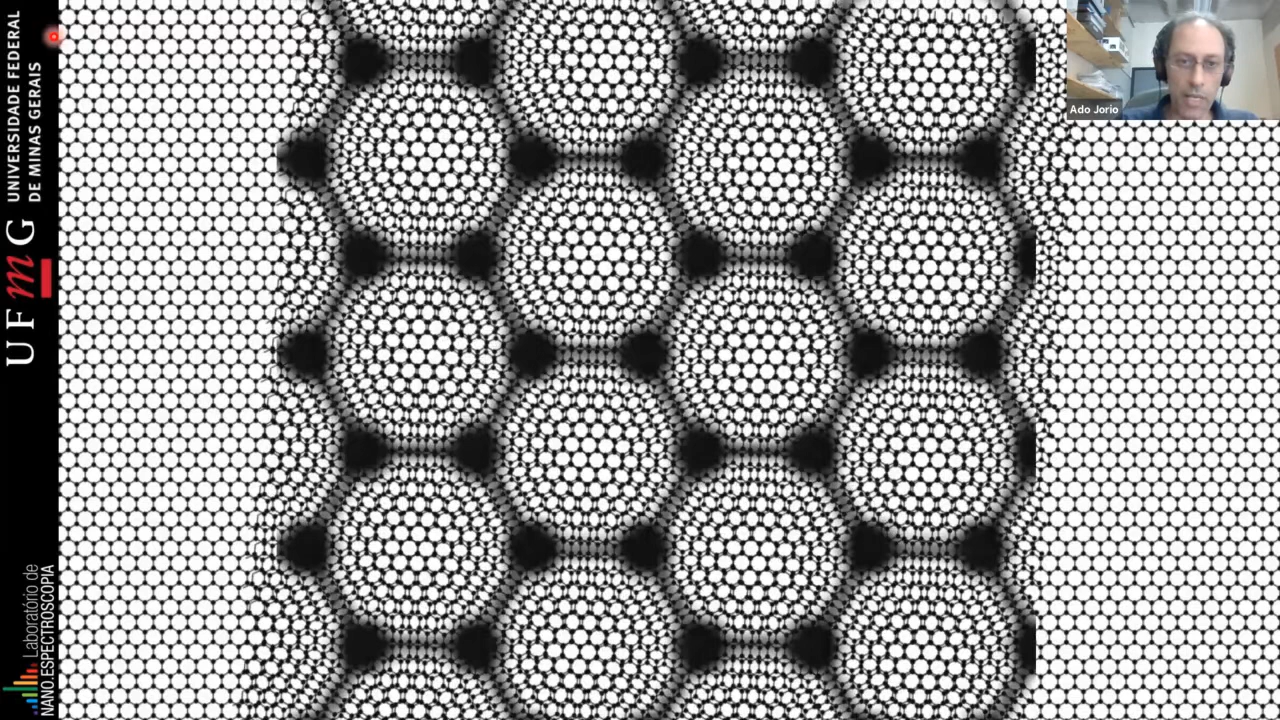 UNIVERSIDADE FEDERAL
DE MINAS GERAIS
UFmG
Laboratório de
NANO.ESPECTROSCOPIA
Ado Jorio